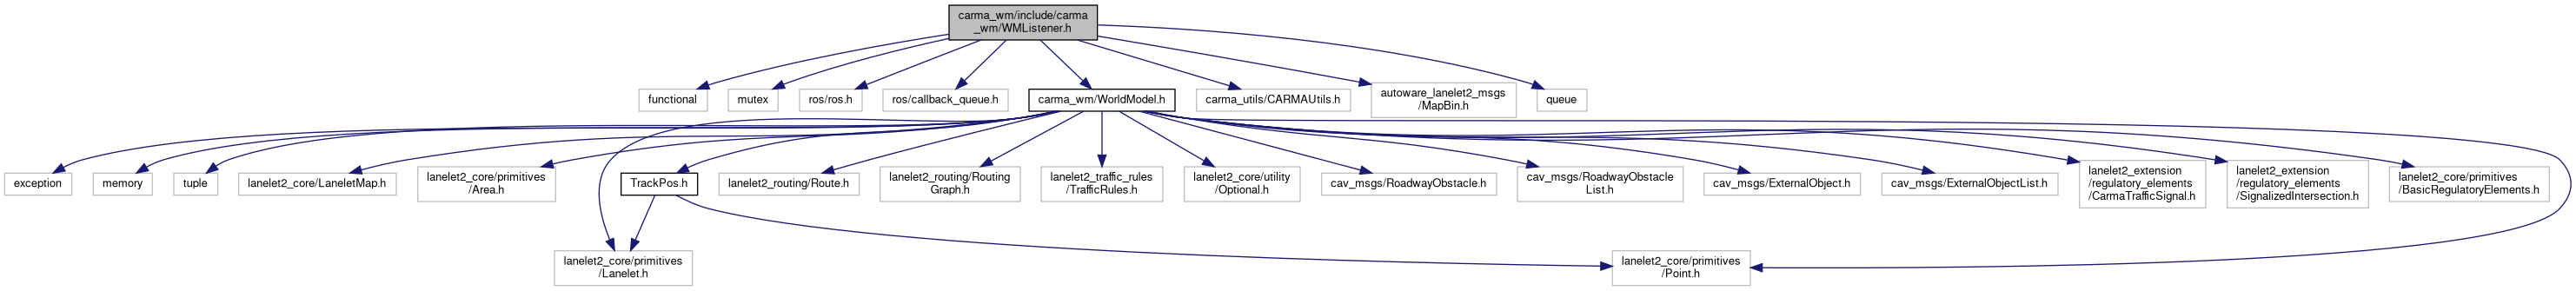 carma_wm/include/carma
_wm/WMListener.h
functional
mutex
ros/ros.h
ros/callback_queue.h
carma_wm/WorldModel.h
carma_utils/CARMAUtils.h
autoware_lanelet2_msgs
/MapBin.h
queue
exception
memory
tuple
lanelet2_core/LaneletMap.h
lanelet2_core/primitives
/Area.h
TrackPos.h
lanelet2_routing/Route.h
lanelet2_routing/Routing
Graph.h
lanelet2_traffic_rules
/TrafficRules.h
lanelet2_core/utility
/Optional.h
cav_msgs/RoadwayObstacle.h
cav_msgs/RoadwayObstacle
List.h
cav_msgs/ExternalObject.h
cav_msgs/ExternalObjectList.h
lanelet2_extension
/regulatory_elements
/CarmaTrafficSignal.h
lanelet2_extension
/regulatory_elements
/SignalizedIntersection.h
lanelet2_core/primitives
/BasicRegulatoryElements.h
lanelet2_core/primitives
/Lanelet.h
lanelet2_core/primitives
/Point.h